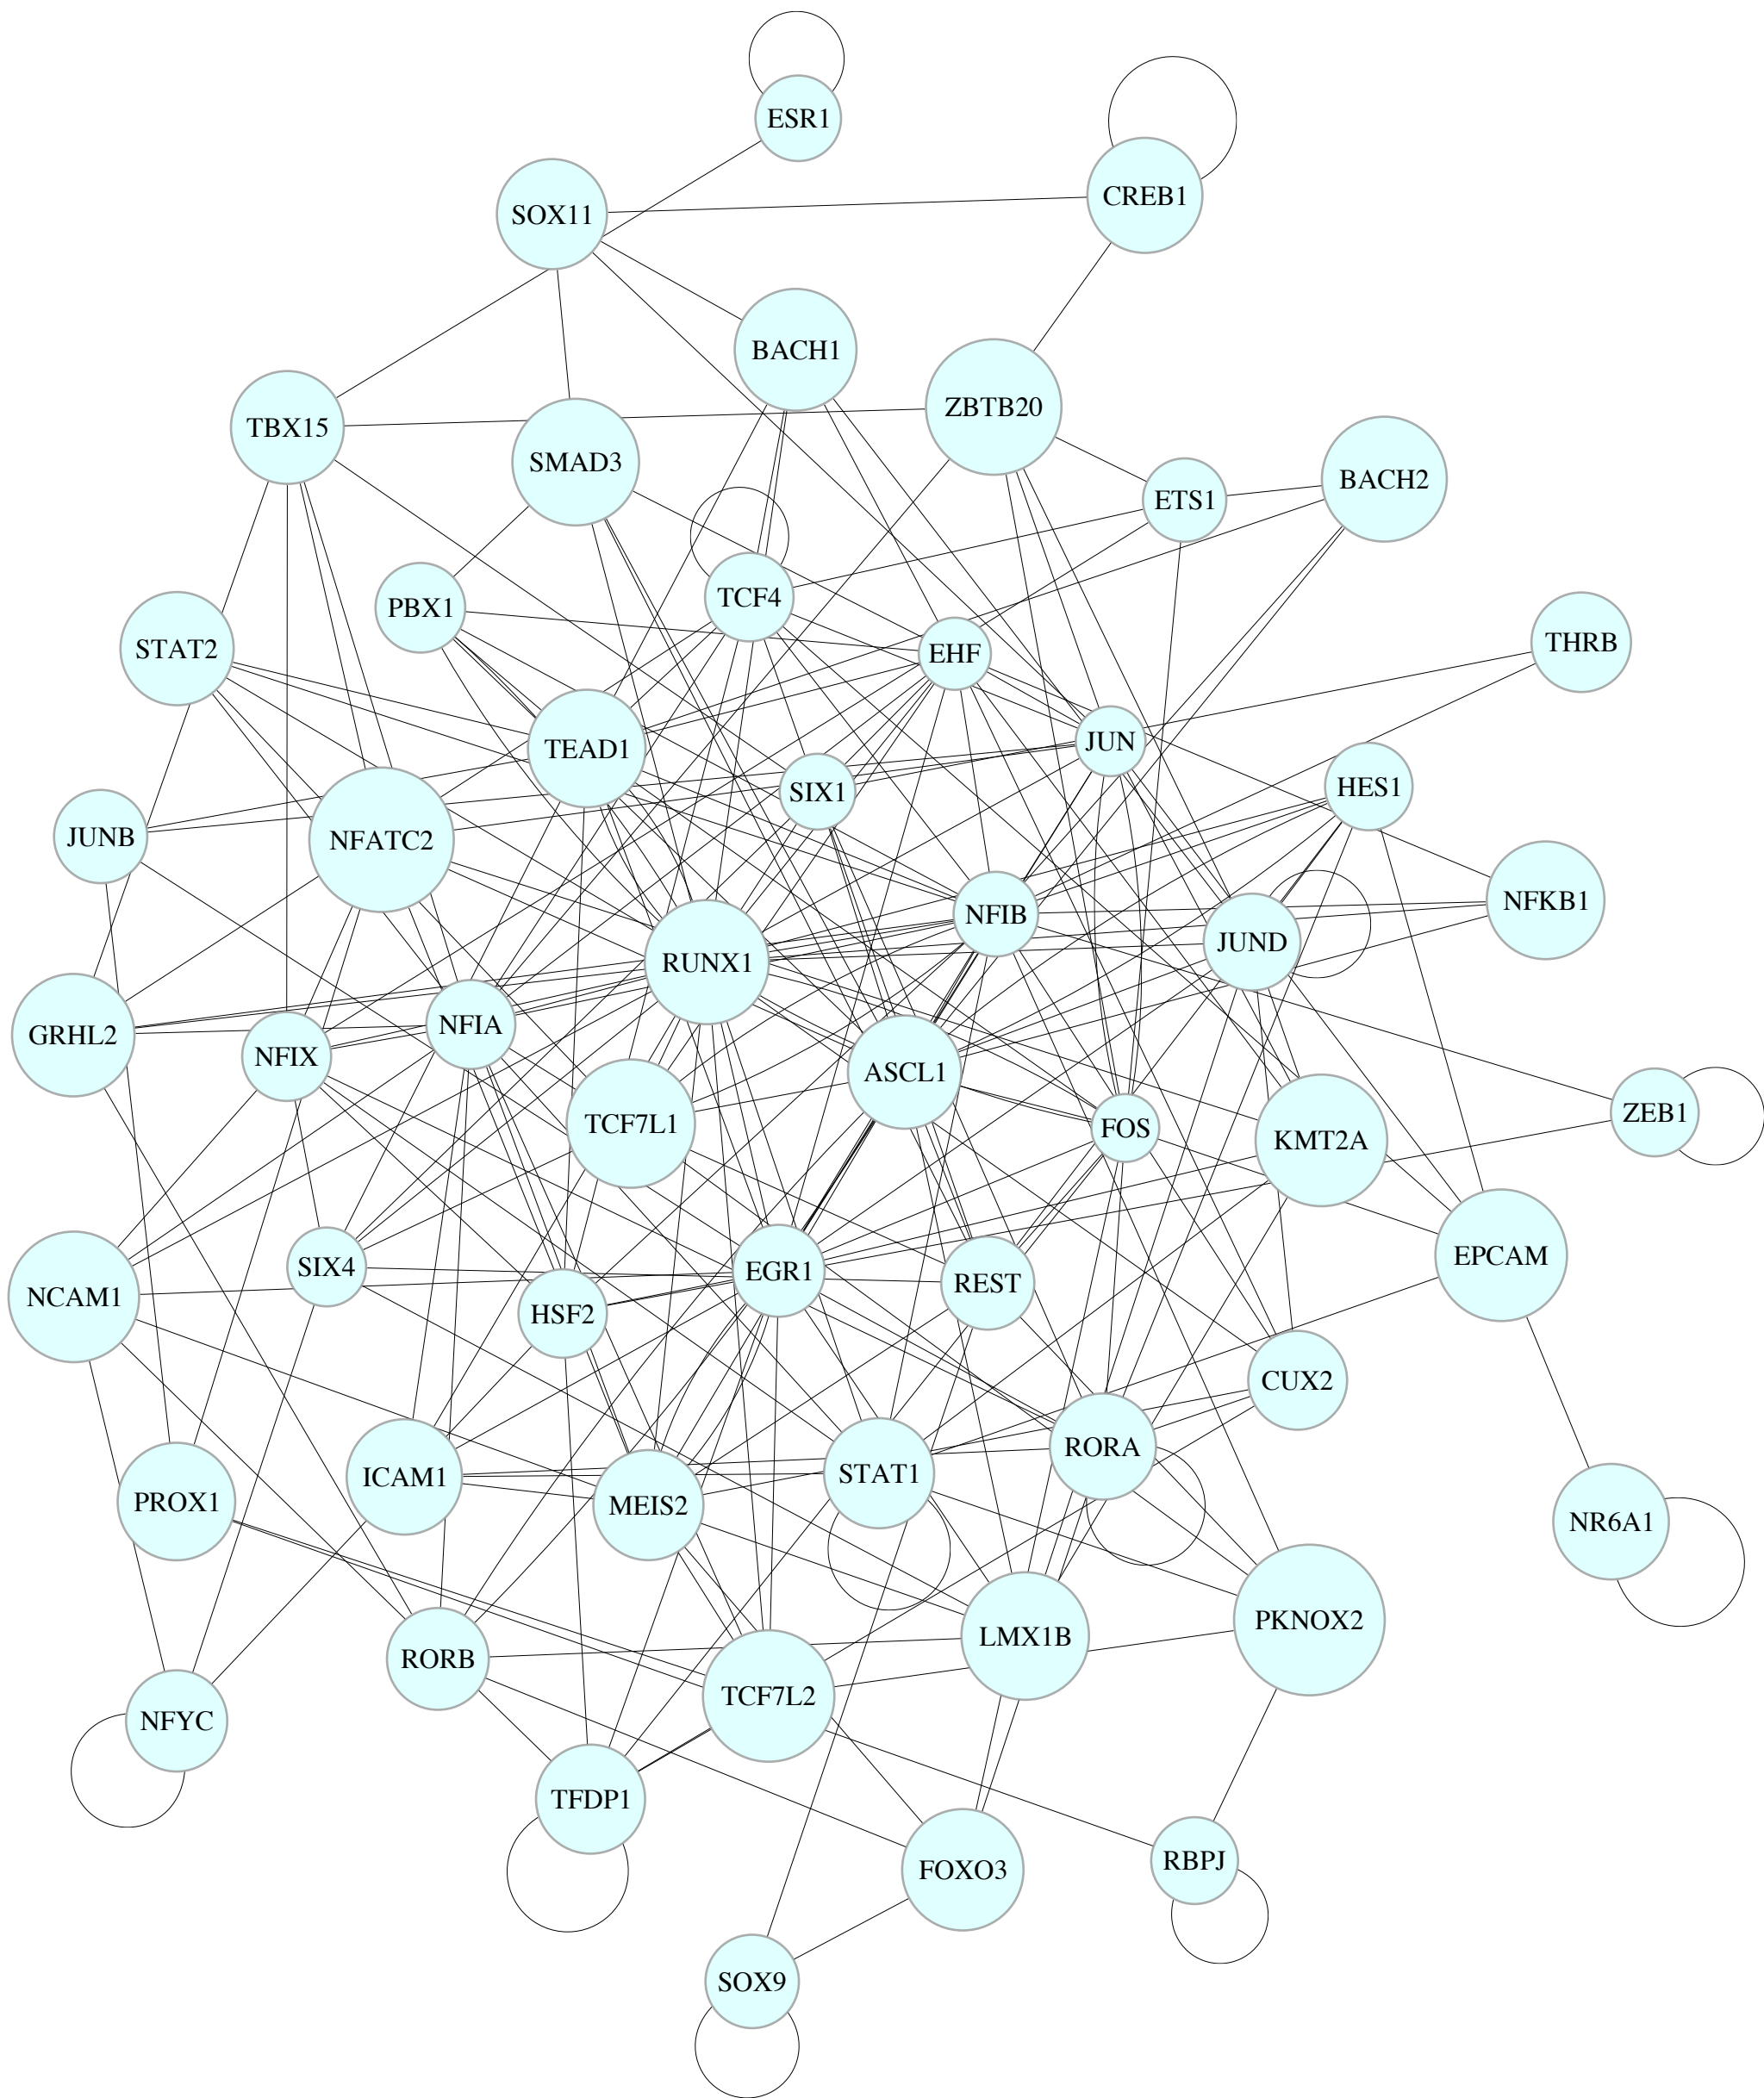 ESR1
CREB1
SOX11
BACH1
ZBTB20
TBX15
SMAD3
BACH2
ETS1
TCF4
PBX1
THRB
STAT2
EHF
JUN
TEAD1
HES1
SIX1
JUNB
NFATC2
NFKB1
NFIB
JUND
RUNX1
NFIA
GRHL2
NFIX
ASCL1
ZEB1
TCF7L1
FOS
KMT2A
EPCAM
SIX4
EGR1
REST
NCAM1
HSF2
CUX2
RORA
STAT1
ICAM1
PROX1
MEIS2
NR6A1
PKNOX2
LMX1B
RORB
TCF7L2
NFYC
TFDP1
RBPJ
FOXO3
SOX9